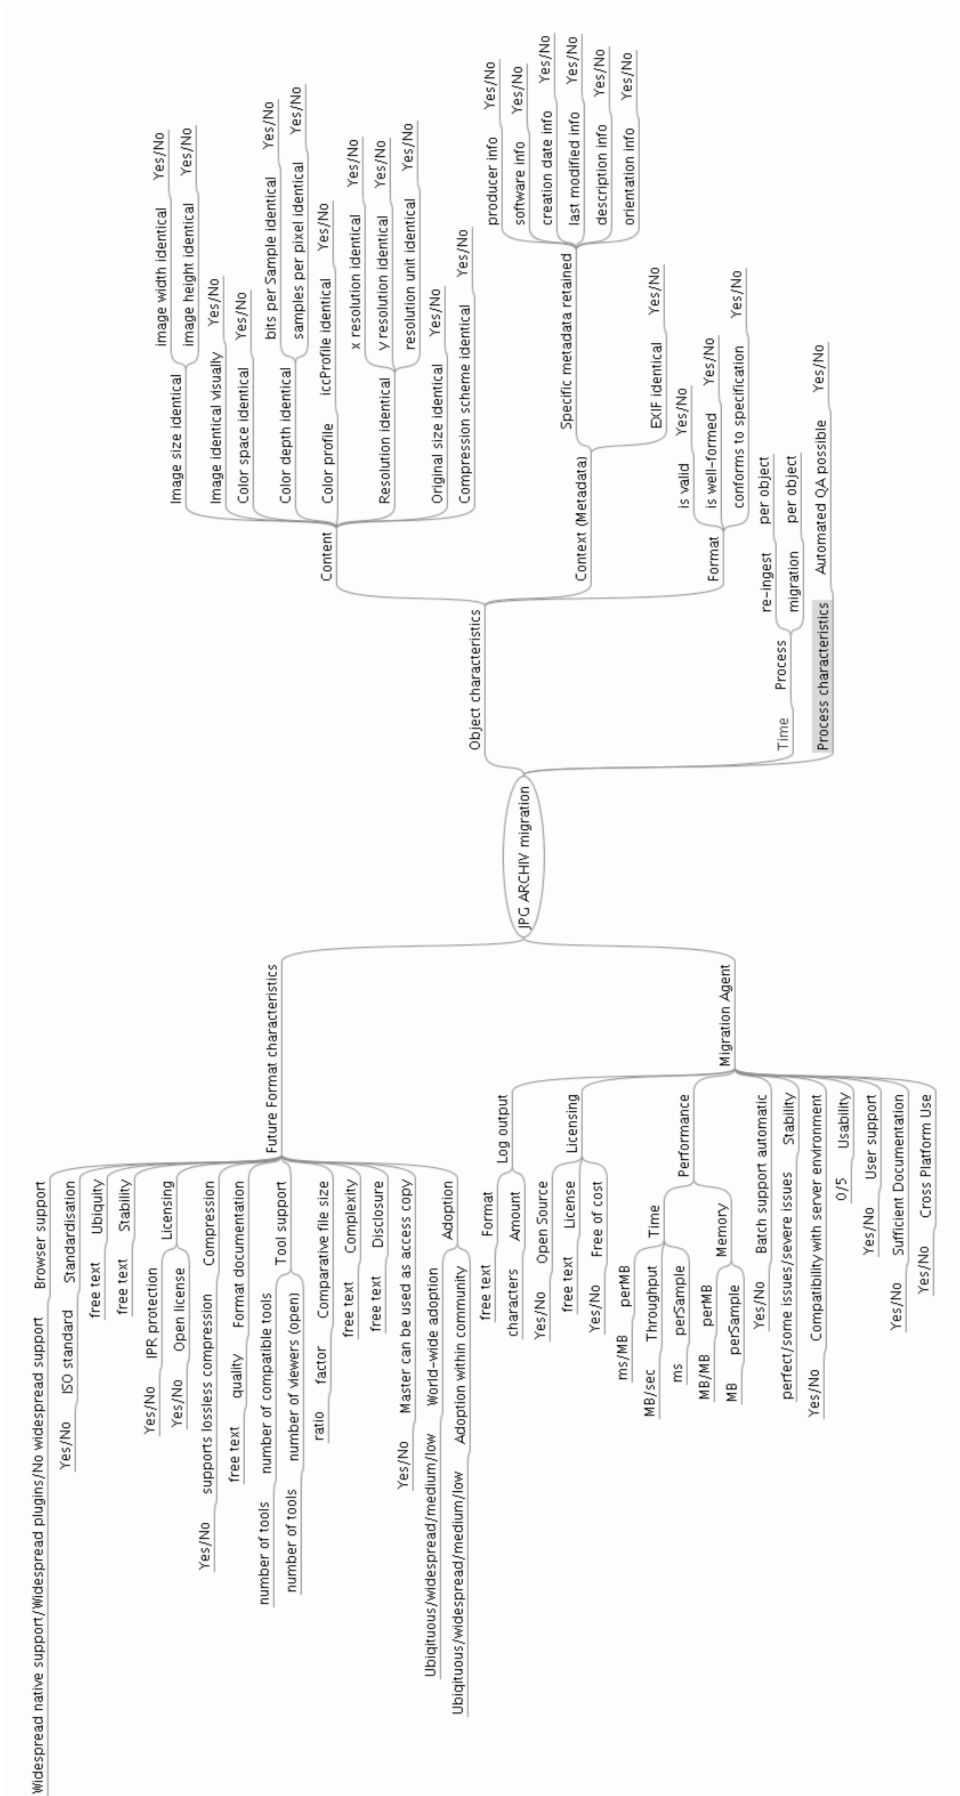 JPG ARCHIV migration
Object characteristics
Content
Image size identical
image width identical Yes/No
image height identical Yes/No
Image identical visually Yes/No
Color space identical Yes/No
Color depth identical
bits per Sample identical Yes/No
samples per pixel identical Yes/No
Color profile iccProfile identical Yes/No
Resolution identical
x resolution identical Yes/No
y resolution identical Yes/No
resolution unit identical Yes/No
Original size identical Yes/No
Compression scheme identical Yes/No
Context (Metadata)
Specific metadata retained
producer info Yes/No
software info Yes/No
creation date info Yes/No
last modified info Yes/No
description info Yes/No
orientation info Yes/No
EXIF identical Yes/No
Format
is valid Yes/No
is well-formed Yes/No
conforms to specification Yes/No
Time Process
re-ingest per object
migration per object
Process characteristics Automated QA possible Yes/No
Future Format characteristics
Widespread native support/Widespread plugins/No widespread support Browser support
Yes/No ISO standard Standardisation
free text Ubiquity
free text Stability
Licensing
Yes/No IPR protection
Yes/No Open license
Yes/No supports lossless compression Compression
free text quality Format documentation
Tool support
number of tools number of compatible tools
number of tools number of viewers (open)
ratio factor Comparative file size
free text Complexity
free text Disclosure
Yes/No Master can be used as access copy
Adoption
Ubiqituous/widespread/medium/low World-wide adoption
Ubiqituous/widespread/medium/low Adoption within community
Migration Agent
Log output
free text Format
characters Amount
Licensing
Yes/No Open Source
free text License
Yes/No Free of cost
Performance
Time
ms/MB perMB
MB/sec Throughput
ms perSample
Memory
MB/MB perMB
MB perSample
Yes/No Batch support automatic
perfect/some issues/severe issues Stability
Yes/No Compatibility with server environment
0/5 Usability
Yes/No User support
Yes/No Sufficient Documentation
Yes/No Cross Platform Use